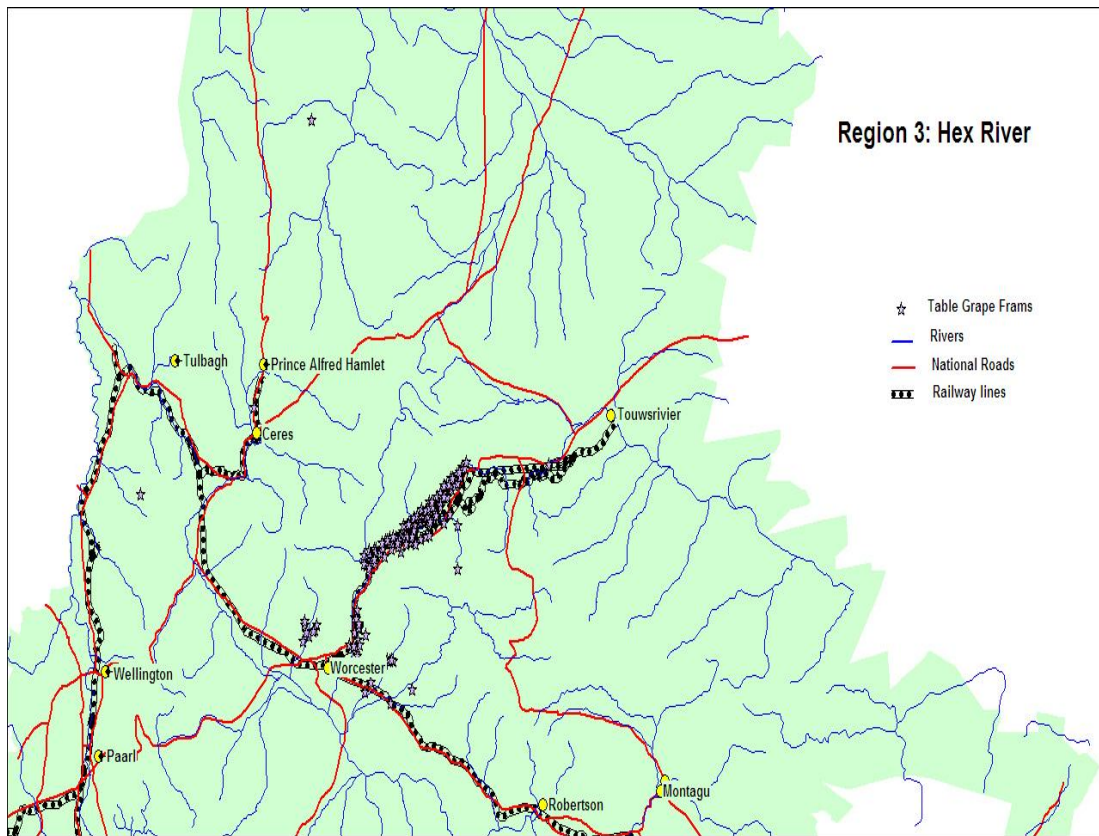 Region 3: Hex River
Table Grape Frams
Rivers
National Roads
Railway lines
Tulbagh
Prince Alfred Hamlet
Ceres
Touwsrivier
Worcester
Wellington
Paarl
Robertson
Montagu